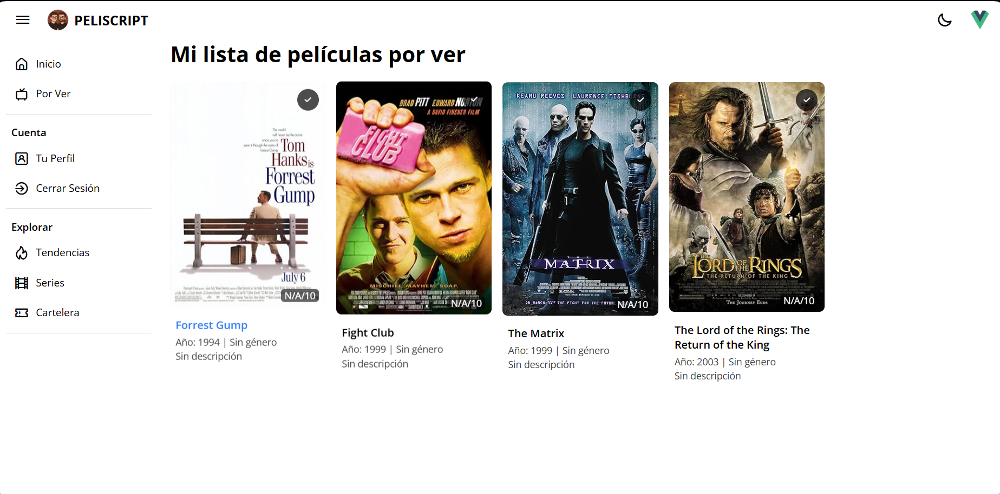 PELISCRIPT
Inicio
Por Ver
Cuenta
Tu Perfil
Cerrar Sesión
Explorar
Tendencias
Series
Cartelera
Mi lista de películas por ver
The world
will never be the same
once you've
seen it through the eyes of
Forrest Gump.
Tom
Hanks is
Forrest
Gump
July 6
N/A/10
Forrest Gump
Año: 1994 | Sin género
Sin descripción
BRAD PITT EDWARD NORTON
A DAVID FINCHER FILM
FIGHT
CLUB
MISCHIEF. MAYHEM. SOAP.
N/A/10
Fight Club
Año: 1999 | Sin género
Sin descripción
KEANU REEVES LAURENCE FISHBURNE
THE
MATRIX
ON MARCH 31ST THE FIGHT FOR THE FUTURE
N/A/10
The Matrix
Año: 1999 | Sin género
Sin descripción
THE
LORD OF THE RINGS
THE RETURN OF THE KING
DECEMBER 17
THE JOURNEY ENDS
N/A/10
The Lord of the Rings: The
Return of the King
Año: 2003 | Sin género
Sin descripción